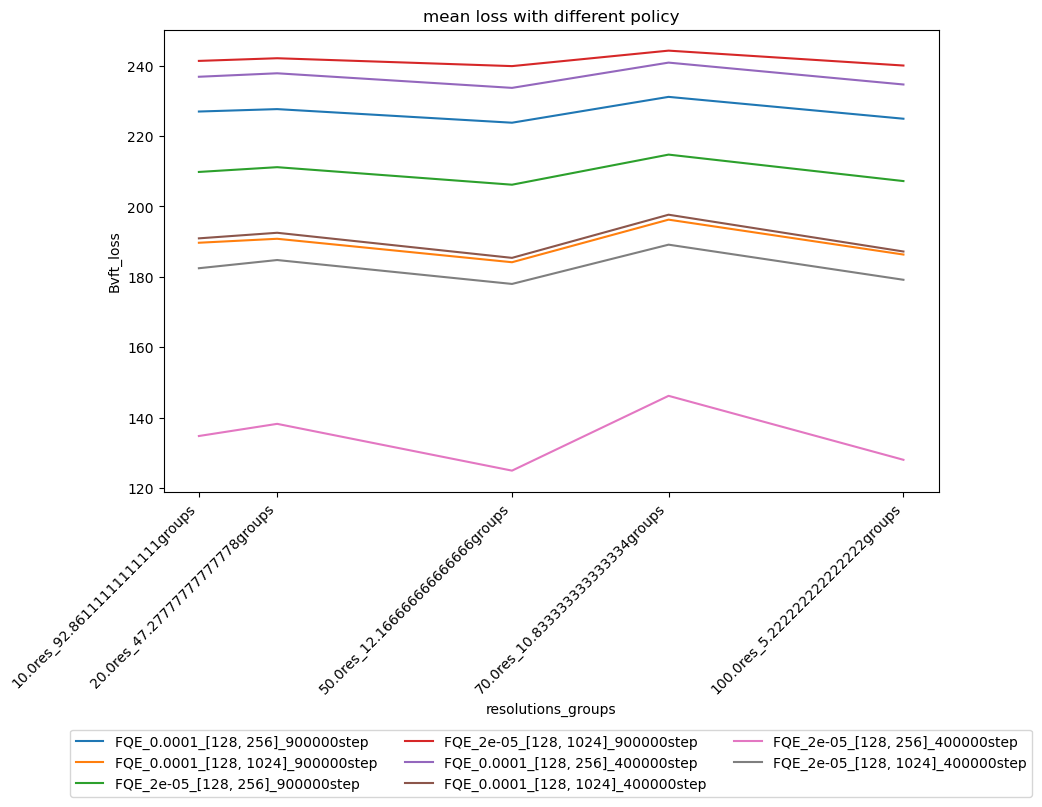 mean loss with different policy
Bvft_loss
240
220
200
180
160
140
120
10.0res_92.86111111111111groups
20.0res_47.27777777777778groups
50.0res_12.166666666666666groups
70.0res_10.833333333333334groups
100.0res_5.222222222222222groups
resolutions_groups
FQE_0.0001_[128, 256]_900000step
FQE_0.0001_[128, 1024]_900000step
FQE_2e-05_[128, 256]_900000step
FQE_2e-05_[128, 1024]_900000step
FQE_0.0001_[128, 256]_400000step
FQE_0.0001_[128, 1024]_400000step
FQE_2e-05_[128, 256]_400000step
FQE_2e-05_[128, 1024]_400000step